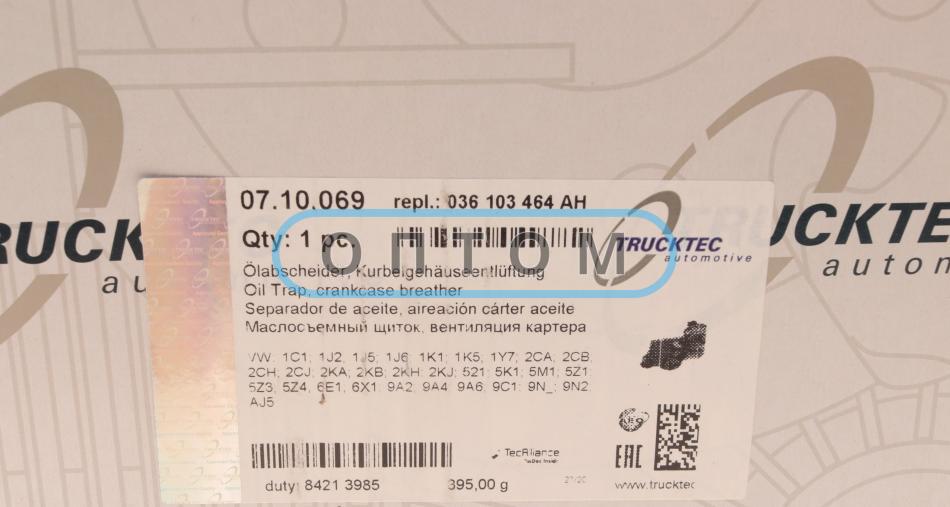 07.10.069 repl.: 036 103 464 AH
Qty: 1 pc.
ОПТОМ
TRUCKTEC
automotive
RUCK
au
TRUCKTEC
autom
Ölabscheider, Kurbelgehäuseentlüftung
Oil Trap, crankcase breather
Separador de aceite, aireación cárter aceite
Маслосъемный щиток, вентиляция картера
VW: 1C1; 1J2, 1J5; 1J6; 1K1; 1K5; 1Y7; 2CA; 2CB,
2CH; 2CJ; 2KA; 2KB; 2KH; 2KJ; 521; 5K1; 5M1; 5Z1;
5Z3; 5Z4; 6E1; 6X1; 9A2; 9A4; 9A6; 9C1; 9N_; 9N2,
AJ5
TecAlliance
EAC
duty: 8421 3985 395,00 g
www.trucktec